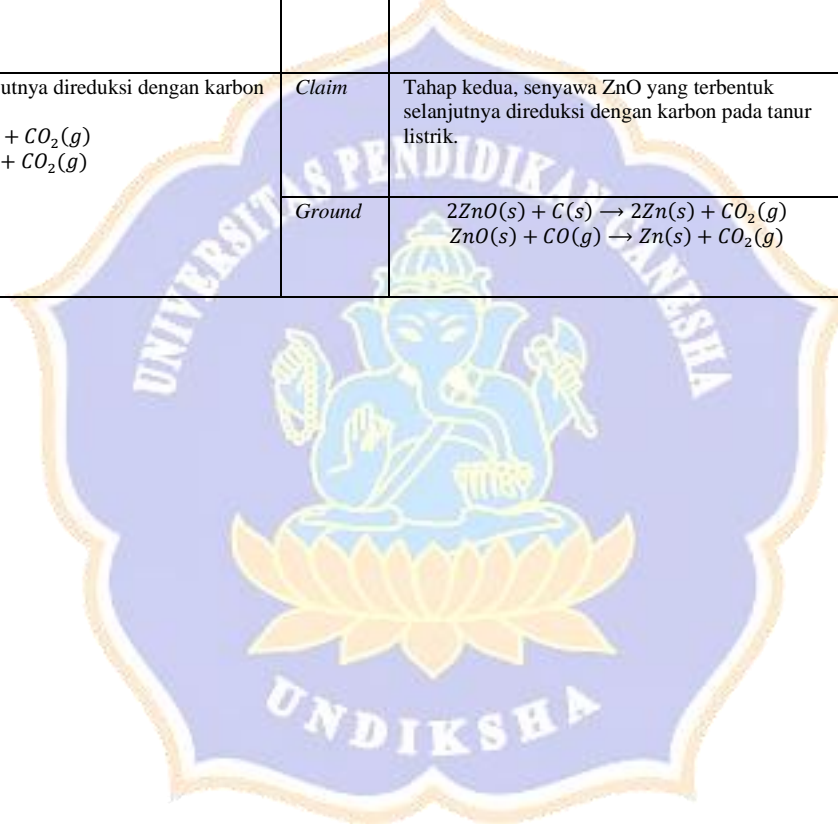 utnya direduksi dengan karbon
+ CO₂(g)
+ CO₂(g)
Claim
Tahap kedua, senyawa ZnO yang terbentuk
selanjutnya direduksi dengan karbon pada tanur
listrik.
Ground
2ZnO(s) + C(s) → 2Zn(s) + CO₂(g)
ZnO(s) + CO(g) → Zn(s) + CO₂(g)
UNIVERSITAS PENDIDIKAN GANESHA
UNDIKSHA